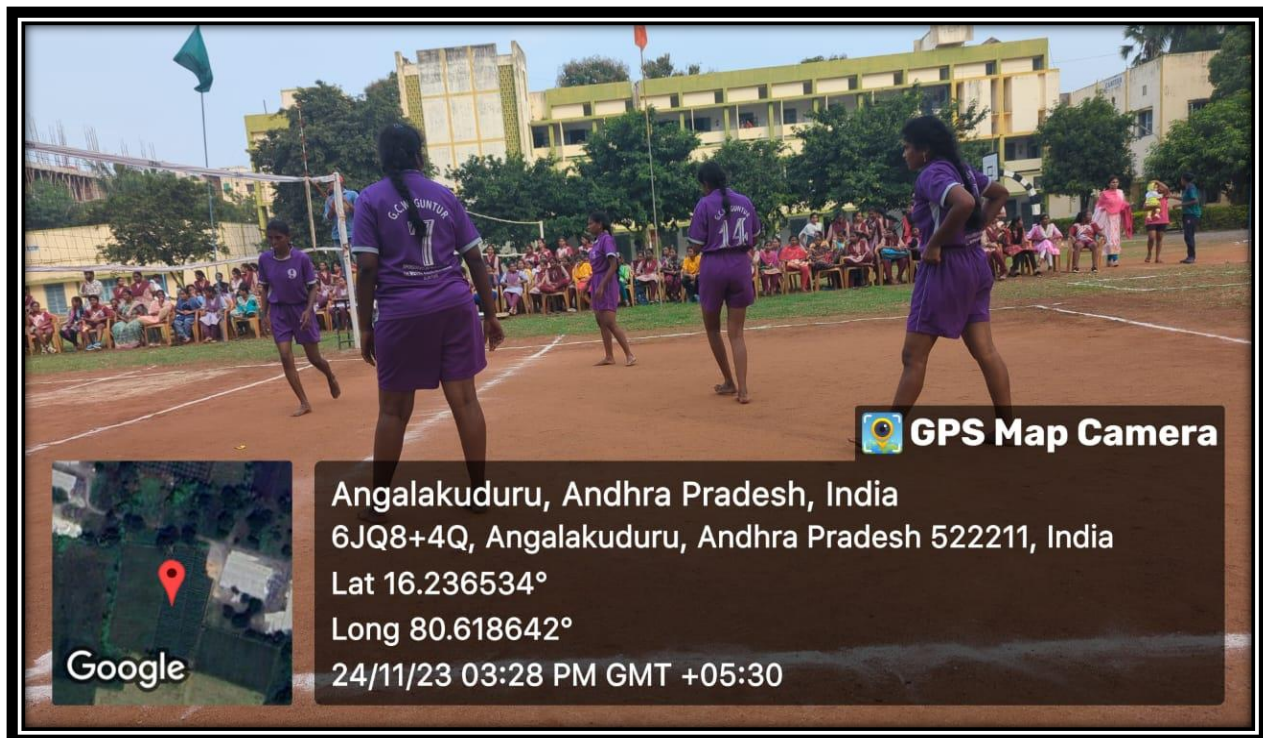 G.C.W. GUNTUR
7
14
GPS Map Camera
Angalakuduru, Andhra Pradesh, India
6JQ8+4Q, Angalakuduru, Andhra Pradesh 522211, India
Lat 16.236534°
Long 80.618642°
24/11/23 03:28 PM GMT +05:30
Google